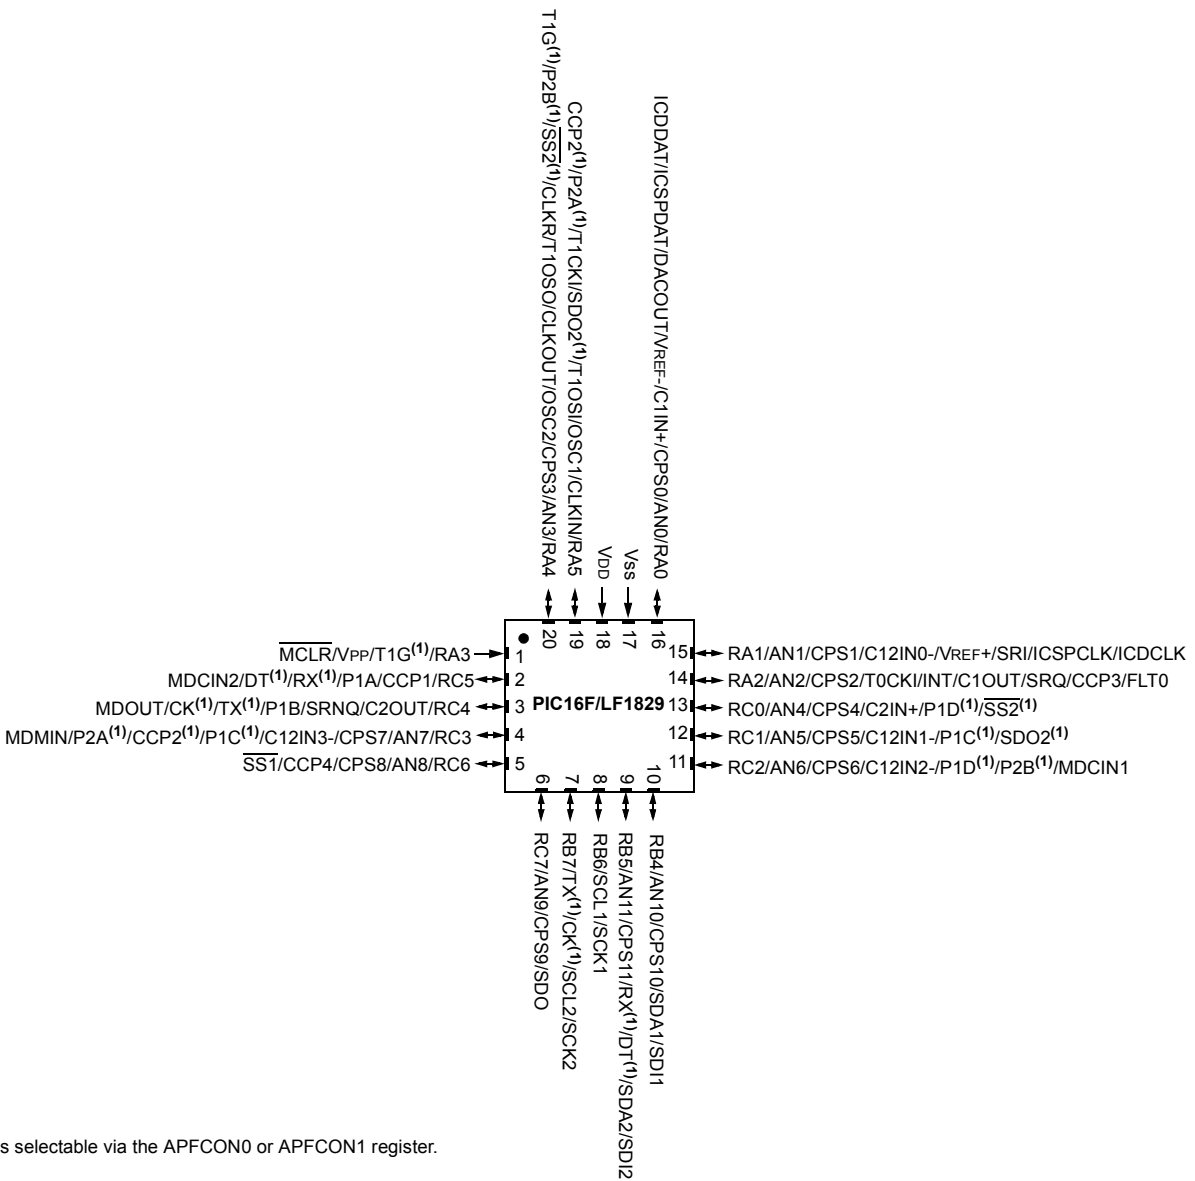 T1G(1)/P2B(1)/SS2(1)/CLKR/T1OSO/CLKOUT/OSC2/CPS3/AN3/RA4
CCP2(1)/P2A(1)/T1CKI/SDO2(1)/T1OSI/OSC1/CLKIN/RA5
VDD
Vss
ICDDAT/ICSPDAT/DACOUT/VREF-/C1IN+/CPS0/AN0/RA0
20
19
18
17
16
MCLR/VPP/T1G(1)/RA3
1
MDCIN2/DT(1)/RX(1)/P1A/CCP1/RC5
2
MDOUT/CK(1)/TX(1)/P1B/SRNQ/C2OUT/RC4
3
MDMIN/P2A(1)/CCP2(1)/P1C(1)/C12IN3-/CPS7/AN7/RC3
4
SS1/CCP4/CPS8/AN8/RC6
5
PIC16F/LF1829
15
RA1/AN1/CPS1/C12IN0-/VREF+/SRI/ICSPCLK/ICDCLK
14
RA2/AN2/CPS2/T0CKI/INT/C1OUT/SRQ/CCP3/FLT0
13
RC0/AN4/CPS4/C2IN+/P1D(1)/SS2(1)
12
RC1/AN5/CPS5/C12IN1-/P1C(1)/SDO2(1)
11
RC2/AN6/CPS6/C12IN2-/P1D(1)/P2B(1)/MDCIN1
6
7
8
9
10
RC7/AN9/CPS9/SDO
RB7/TX(1)/CK(1)/SCL2/SCK2
RB6/SCL1/SCK1
RB5/AN11/CPS11/RX(1)/DT(1)/SDA2/SDI2
RB4/AN10/CPS10/SDA1/SDI1
s selectable via the APFCON0 or APFCON1 register.